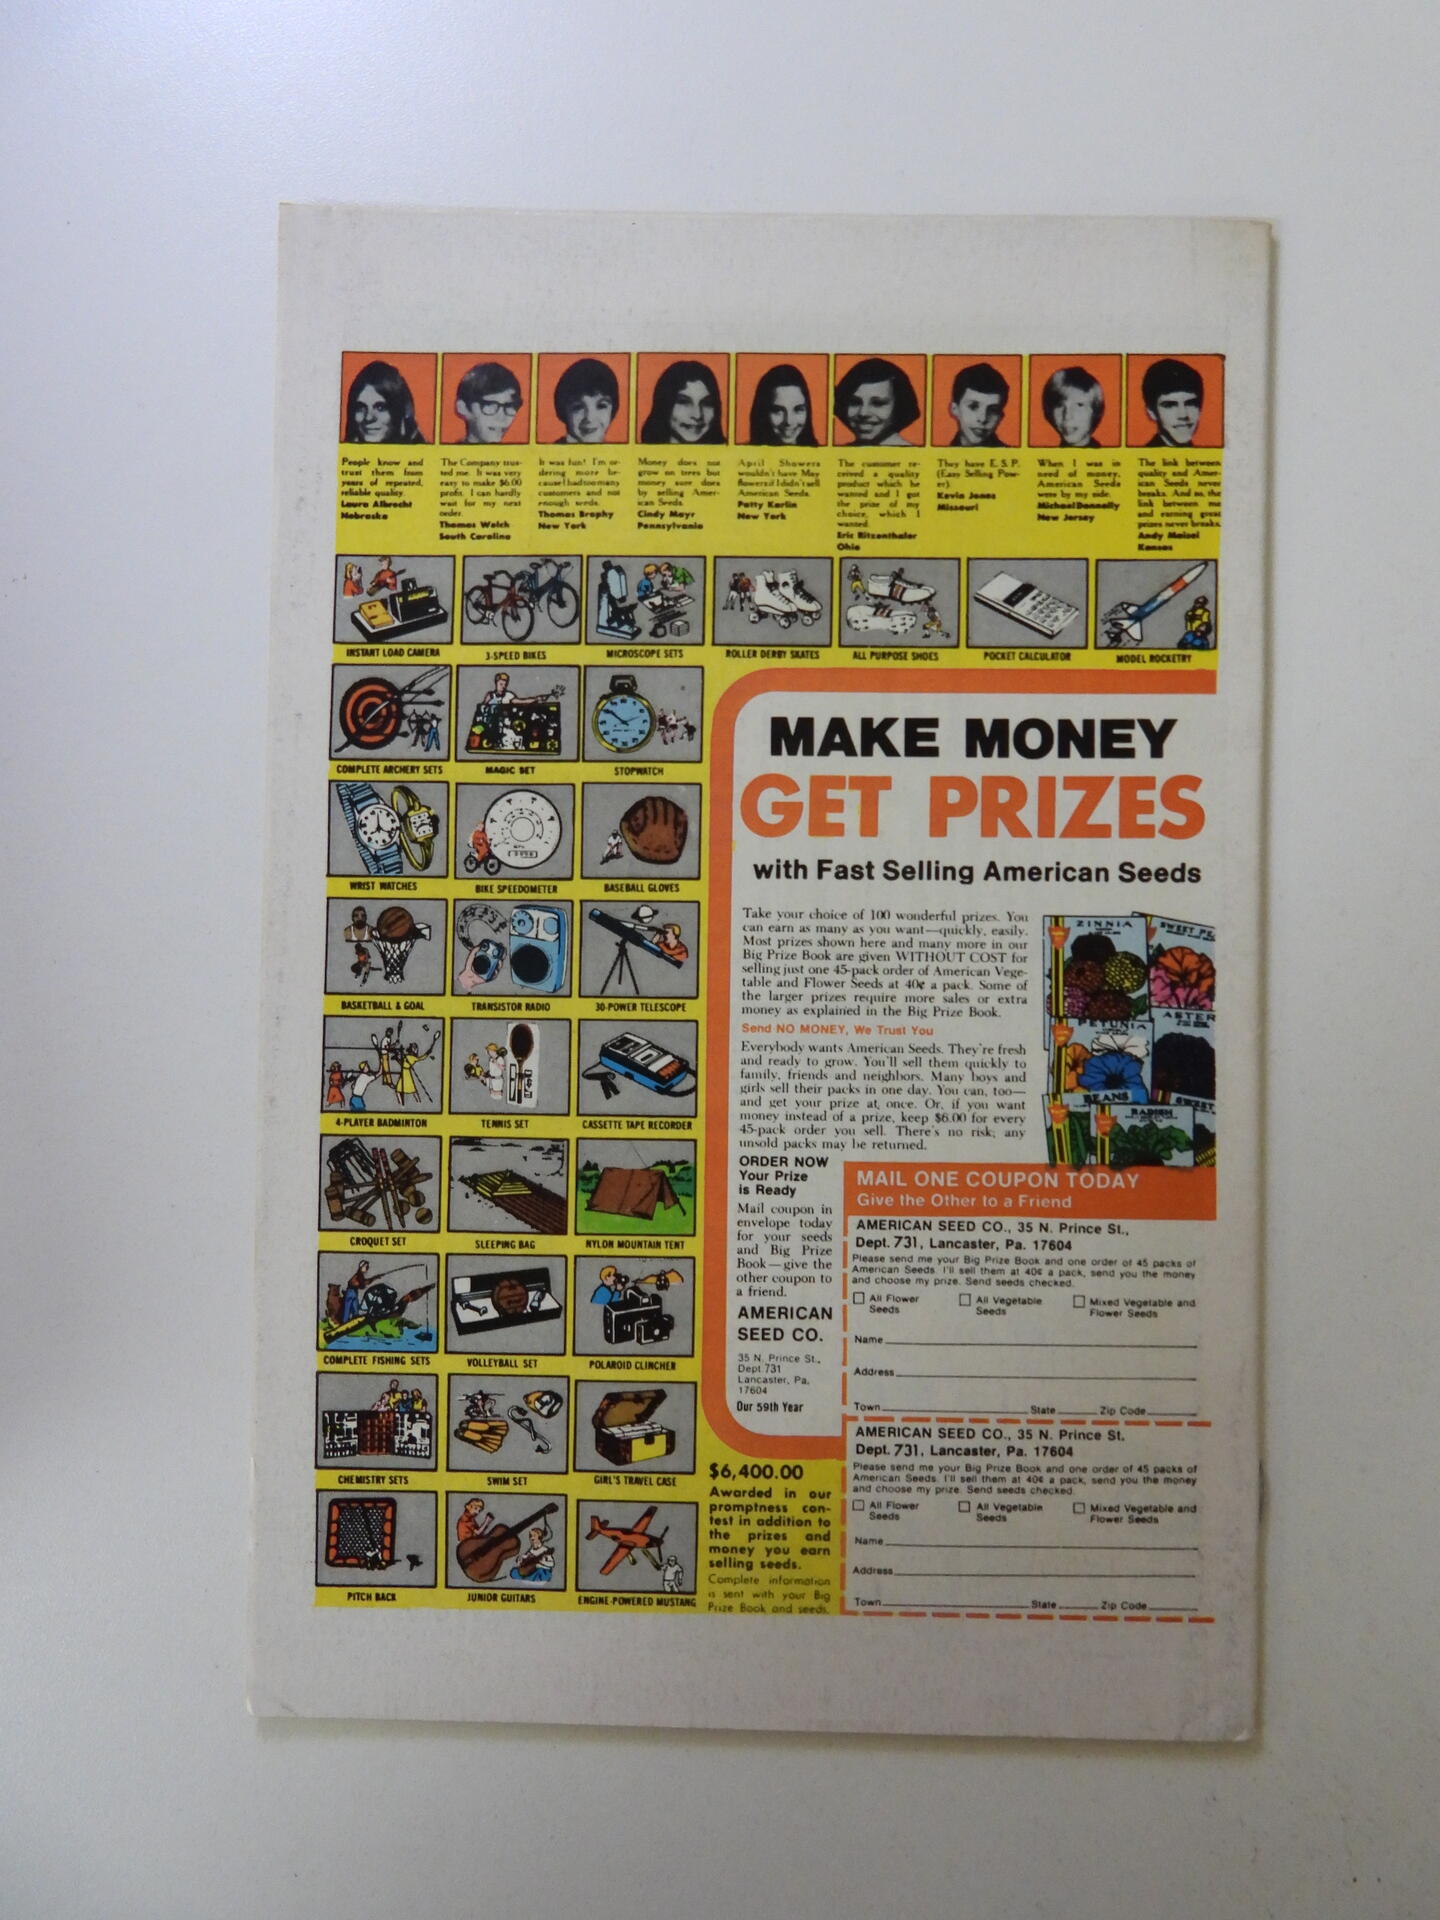 People know and
trust them from
years of repeated,
reliable quality.
Laura Albrecht
Nebraska
The Company trus-
ted me. It was very
easy to make $6.00
profit. I can hardly
wait for my next
order.
Thomas Welch
South Carolina
It was fun! I'm or-
dering more be-
cause I had too many
customers and not
enough seeds.
Thomas Brophy
New York
Money does not
grow on trees but
money sure does
by selling Amer-
ican Seeds.
Cindy Mayr
Pennsylvania
April Showers
wouldn't have May
flowers if I didn't sell
American Seeds.
Patty Karlin
New York
The customer re-
ceived a quality
product which he
wanted and I got
the prize of my
choice, which I
wanted.
Eric Ritzenthaler
Ohio
They have E.S.P.
(Easy Selling Pow-
er).
Kevin Jones
Missouri
When I was in
need of money,
American Seeds
were by my side.
Michael Donnelly
New Jersey
The link between
quality and Amer-
ican Seeds never
breaks. And so, the
link between me
and earning great
prizes never breaks.
Andy Maisel
Kansas
INSTANT LOAD CAMERA
3-SPEED BIKES
MICROSCOPE SETS
ROLLER DERBY SKATES
ALL PURPOSE SHOES
POCKET CALCULATOR
MODEL ROCKETRY
COMPLETE ARCHERY SETS
MAGIC SET
STOPWATCH
WRIST WATCHES
BIKE SPEEDOMETER
BASEBALL GLOVES
BASKETBALL & GOAL
TRANSISTOR RADIO
30-POWER TELESCOPE
4-PLAYER BADMINTON
TENNIS SET
CASSETTE TAPE RECORDER
CROQUET SET
SLEEPING BAG
NYLON MOUNTAIN TENT
COMPLETE FISHING SETS
VOLLEYBALL SET
POLAROID CLINCHER
CHEMISTRY SETS
SWIM SET
GIRL'S TRAVEL CASE
PITCH BACK
JUNIOR GUITARS
ENGINE-POWERED MUSTANG
MAKE MONEY
GET PRIZES
with Fast Selling American Seeds
Take your choice of 100 wonderful prizes. You
can earn as many as you want—quickly, easily.
Most prizes shown here and many more in our
Big Prize Book are given WITHOUT COST for
selling just one 45-pack order of American Vege-
table and Flower Seeds at 40¢ a pack. Some of
the larger prizes require more sales or extra
money as explained in the Big Prize Book.
Send NO MONEY, We Trust You
Everybody wants American Seeds. They're fresh
and ready to grow. You'll sell them quickly to
family, friends and neighbors. Many boys and
girls sell their packs in one day. You can, too—
and get your prize at once. Or, if you want
money instead of a prize, keep $6.00 for every
45-pack order you sell. There's no risk; any
unsold packs may be returned.
ZINNIA
SWEET PE
PETUNIA
ASTER
BEANS
RADISH
SWEET
ORDER NOW
Your Prize
is Ready
Mail coupon in
envelope today
for your seeds
and Big Prize
Book—give the
other coupon to
a friend.
AMERICAN
SEED CO.
35 N. Prince St.,
Dept. 731
Lancaster, Pa.
17604
Our 59th Year
MAIL ONE COUPON TODAY
Give the Other to a Friend
AMERICAN SEED CO., 35 N. Prince St.,
Dept. 731, Lancaster, Pa. 17604
Please send me your Big Prize Book and one order of 45 packs of
American Seeds. I'll sell them at 40¢ a pack, send you the money
and choose my prize. Send seeds checked.
All Flower
Seeds
All Vegetable
Seeds
Mixed Vegetable and
Flower Seeds
Name
Address
Town State Zip Code
AMERICAN SEED CO., 35 N. Prince St.
Dept. 731, Lancaster, Pa. 17604
Please send me your Big Prize Book and one order of 45 packs of
American Seeds. I'll sell them at 40¢ a pack, send you the money
and choose my prize. Send seeds checked.
All Flower
Seeds
All Vegetable
Seeds
Mixed Vegetable and
Flower Seeds
Name
Address
Town State Zip Code
$6,400.00
Awarded in our
promptness con-
test in addition to
the prizes and
money you earn
selling seeds.
Complete information
is sent with your Big
Prize Book and seeds.